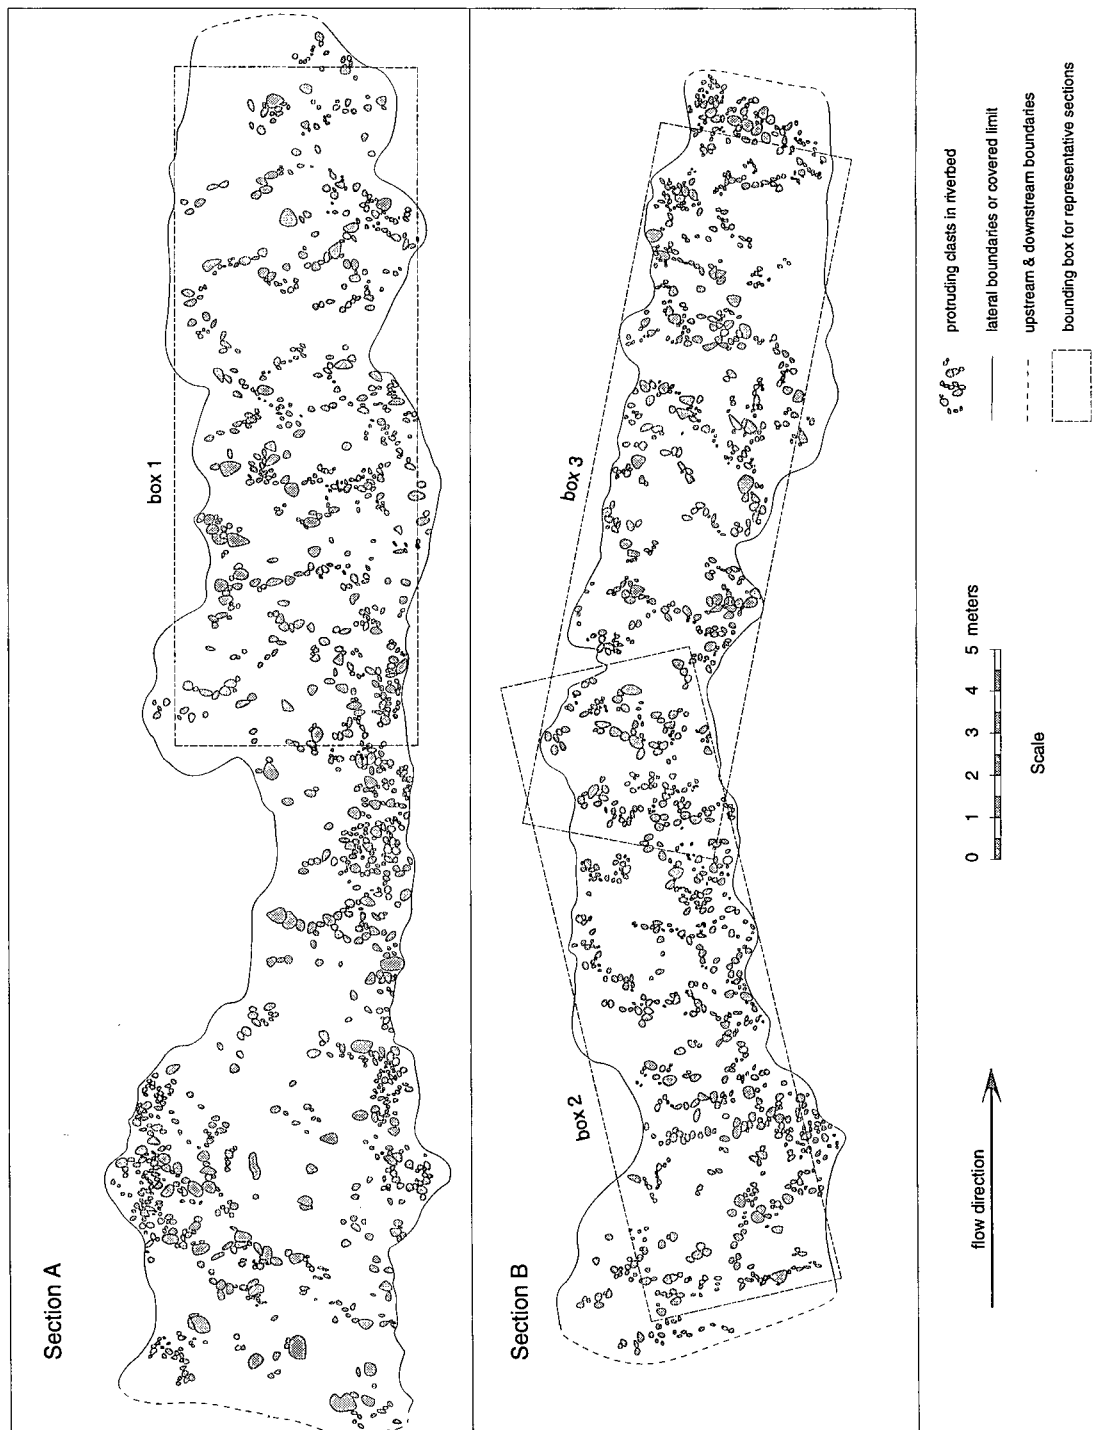 Section A
box 1
Section B
box 2
box 3
protruding clasts in riverbed
lateral boundaries or covered limit
upstream & downstream boundaries
bounding box for representative sections
flow direction
0 1 2 3 4 5 meters
Scale